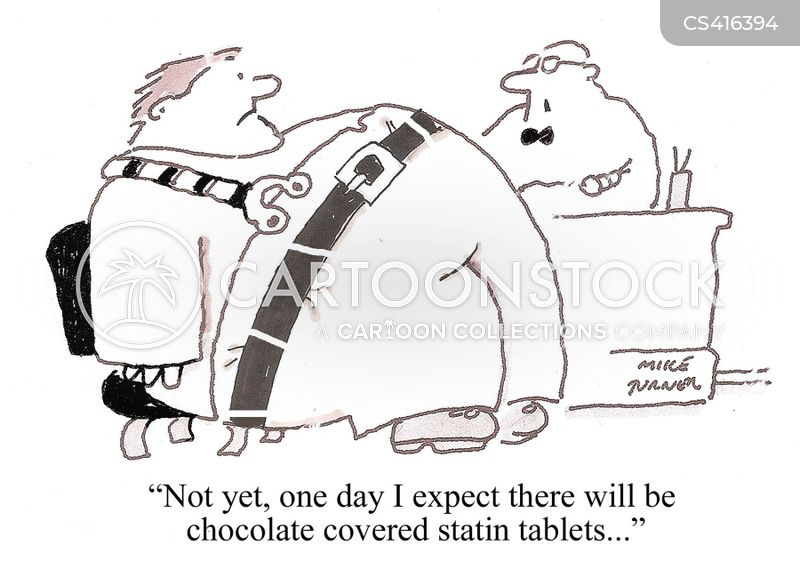 CS416394
CARTOONSTOCK
A CARTOON COLLECTIONS COMPANY
MIKE
TURNER
“Not yet, one day I expect there will be
chocolate covered statin tablets...”